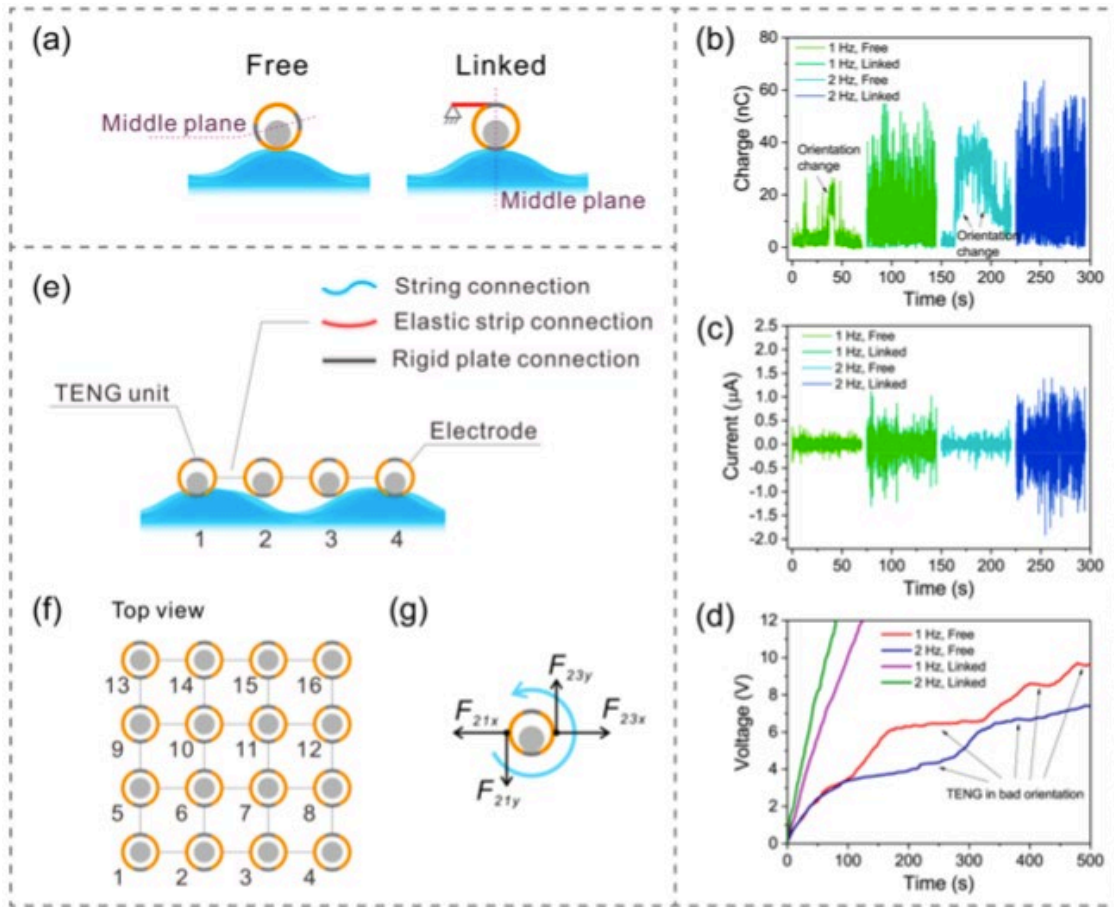 (a)
Free
Linked
Middle plane
Middle plane
(e)
String connection
Elastic strip connection
Rigid plate connection
TENG unit
Electrode
1 2 3 4
(f)
Top view
13 14 15 16
9 10 11 12
5 6 7 8
1 2 3 4
(g)
F23y
F21x
F23x
F21y
(b)
80
60
40
20
0
Charge (nC)
1 Hz, Free
1 Hz, Linked
2 Hz, Free
2 Hz, Linked
Orientation
change
Orientation
change
0 50 100 150 200 250 300
Time (s)
(c)
2.5
2.0
1.5
1.0
0.5
0.0
-0.5
-1.0
-1.5
-2.0
Current (μA)
1 Hz, Free
1 Hz, Linked
2 Hz, Free
2 Hz, Linked
0 50 100 150 200 250 300
Time (s)
(d)
12
10
8
6
4
2
0
Voltage (V)
1 Hz, Free
2 Hz, Free
1 Hz, Linked
2 Hz, Linked
TENG in bad orientation
0 100 200 300 400 500
Time (s)